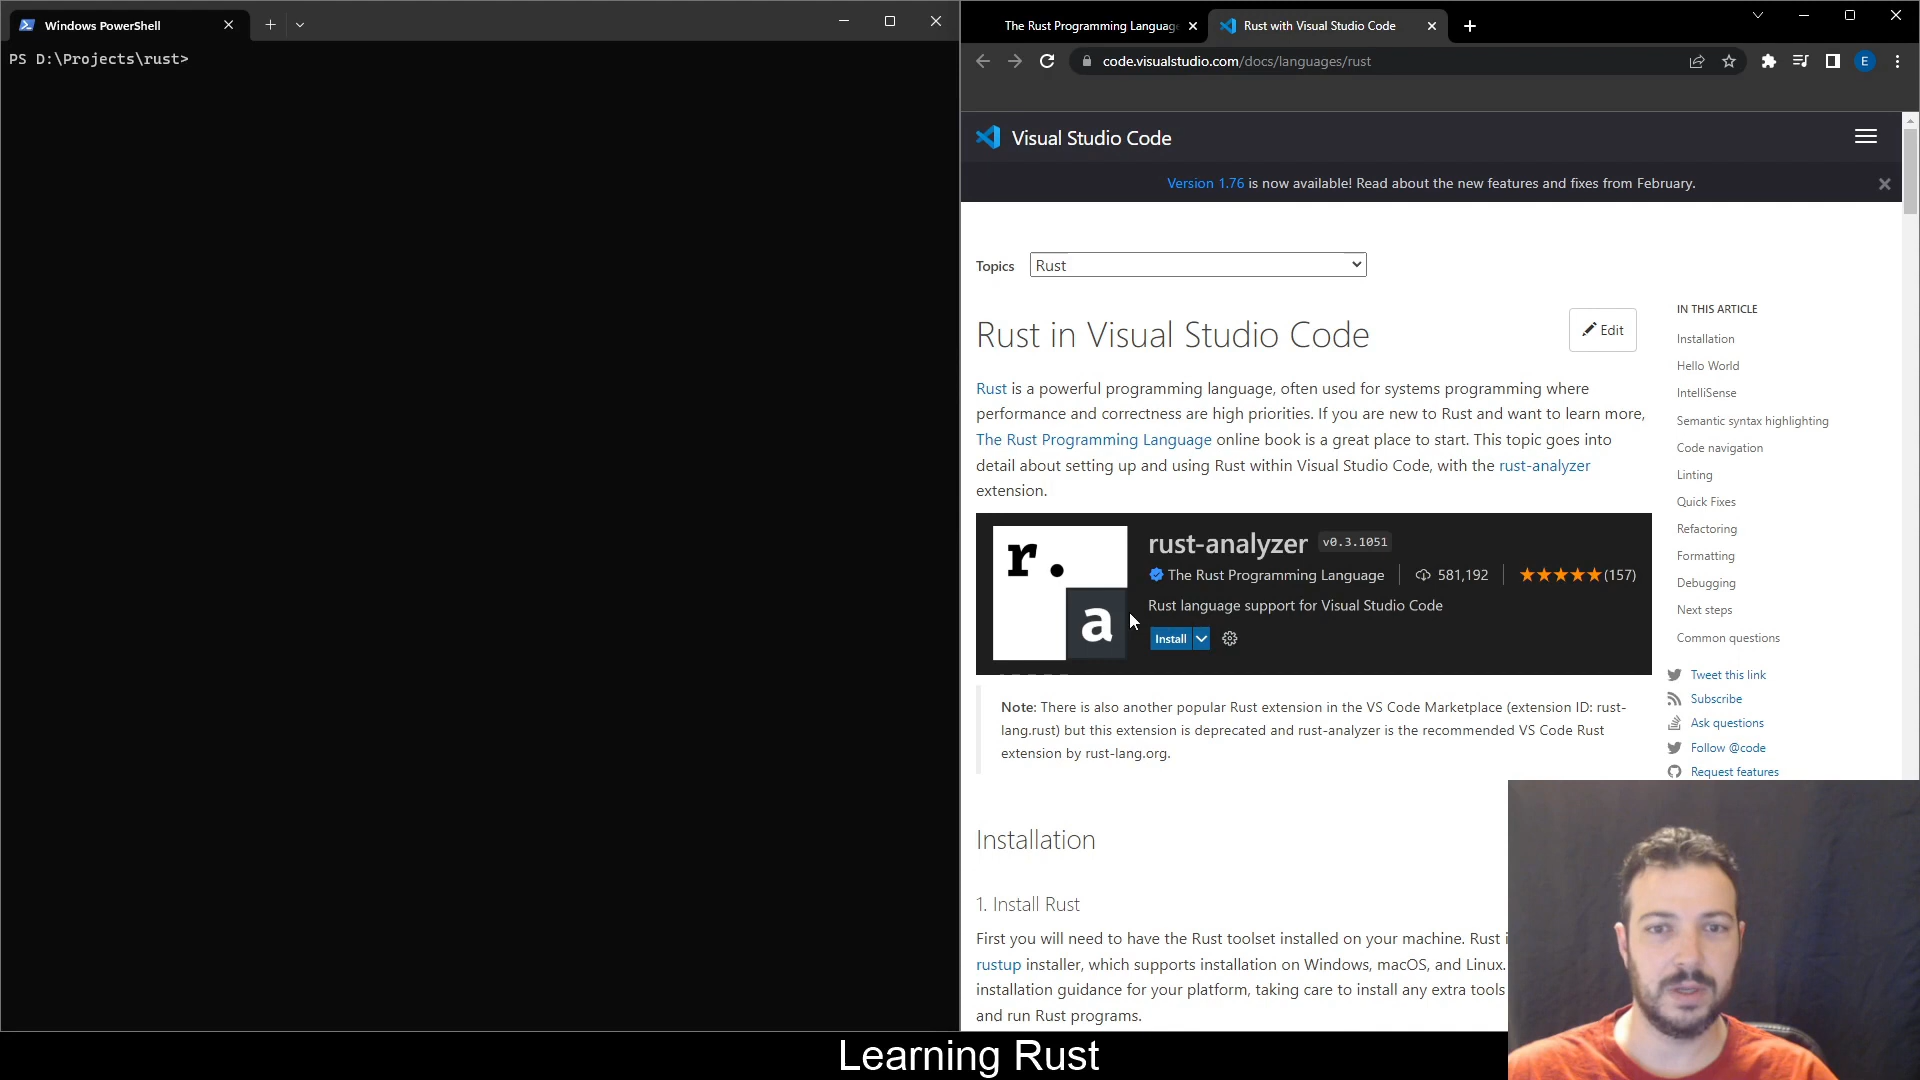 Windows PowerShell
PS D:\Projects\rust>
The Rust Programming Languag
Rust with Visual Studio Code
code.visualstudio.com/docs/languages/rust
E
Visual Studio Code
Version 1.76 is now available! Read about the new features and fixes from February.
Topics
Rust
Rust in Visual Studio Code
Edit
Rust is a powerful programming language, often used for systems programming where
performance and correctness are high priorities. If you are new to Rust and want to learn more,
The Rust Programming Language online book is a great place to start. This topic goes into
detail about setting up and using Rust within Visual Studio Code, with the rust-analyzer
extension.
r.
a
rust-analyzer v0.3.1051
The Rust Programming Language 581,192 (157)
Rust language support for Visual Studio Code
Install
Note: There is also another popular Rust extension in the VS Code Marketplace (extension ID: rust-
lang.rust) but this extension is deprecated and rust-analyzer is the recommended VS Code Rust
extension by rust-lang.org.
Installation
1. Install Rust
First you will need to have the Rust toolset installed on your machine. Rust i
rustup installer, which supports installation on Windows, macOS, and Linux.
installation guidance for your platform, taking care to install any extra tools
and run Rust programs.
IN THIS ARTICLE
Installation
Hello World
IntelliSense
Semantic syntax highlighting
Code navigation
Linting
Quick Fixes
Refactoring
Formatting
Debugging
Next steps
Common questions
Tweet this link
Subscribe
Ask questions
Follow @code
Request features
Learning Rust